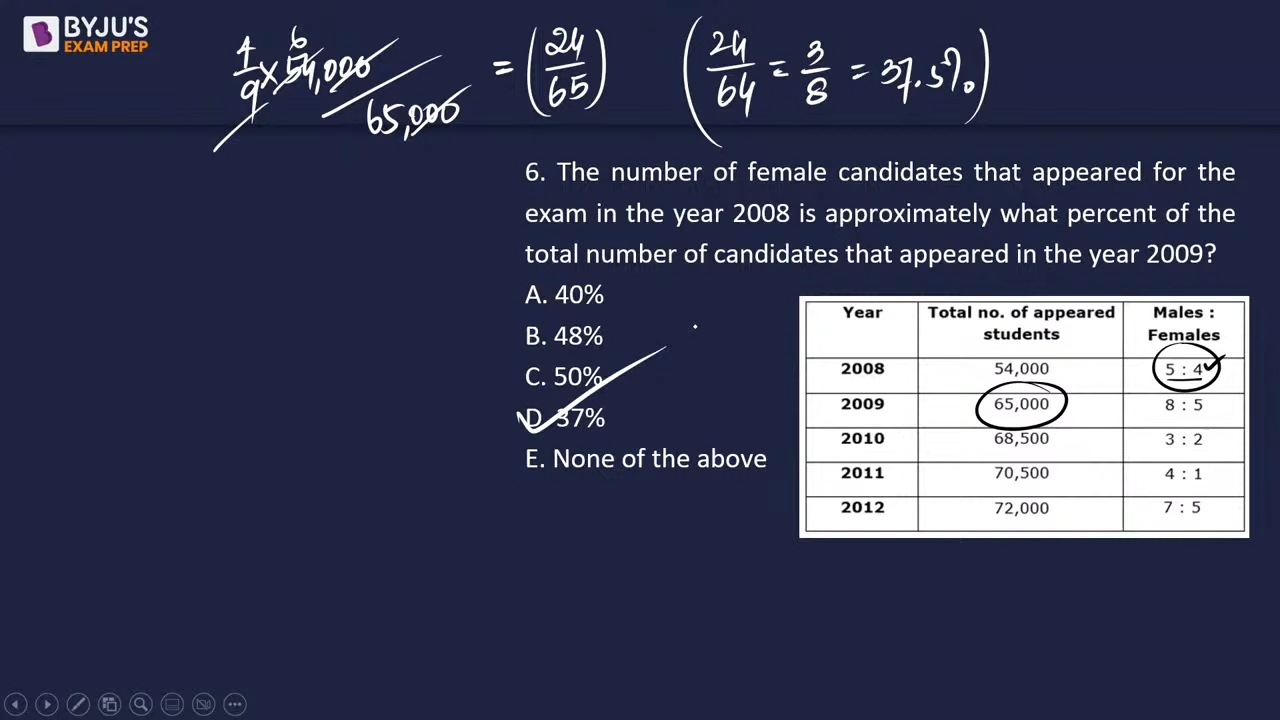 BYJU'S
EXAM PREP
4/9 × 54,000 6 / 65,000 = (24/65) (24/64 = 3/8 = 37.5%)
6. The number of female candidates that appeared for the
exam in the year 2008 is approximately what percent of the
total number of candidates that appeared in the year 2009?
A. 40%
B. 48%
C. 50%
D. 37%
E. None of the above
Year Total no. of appeared students Males : Females
2008 54,000 5 : 4
2009 65,000 8 : 5
2010 68,500 3 : 2
2011 70,500 4 : 1
2012 72,000 7 : 5